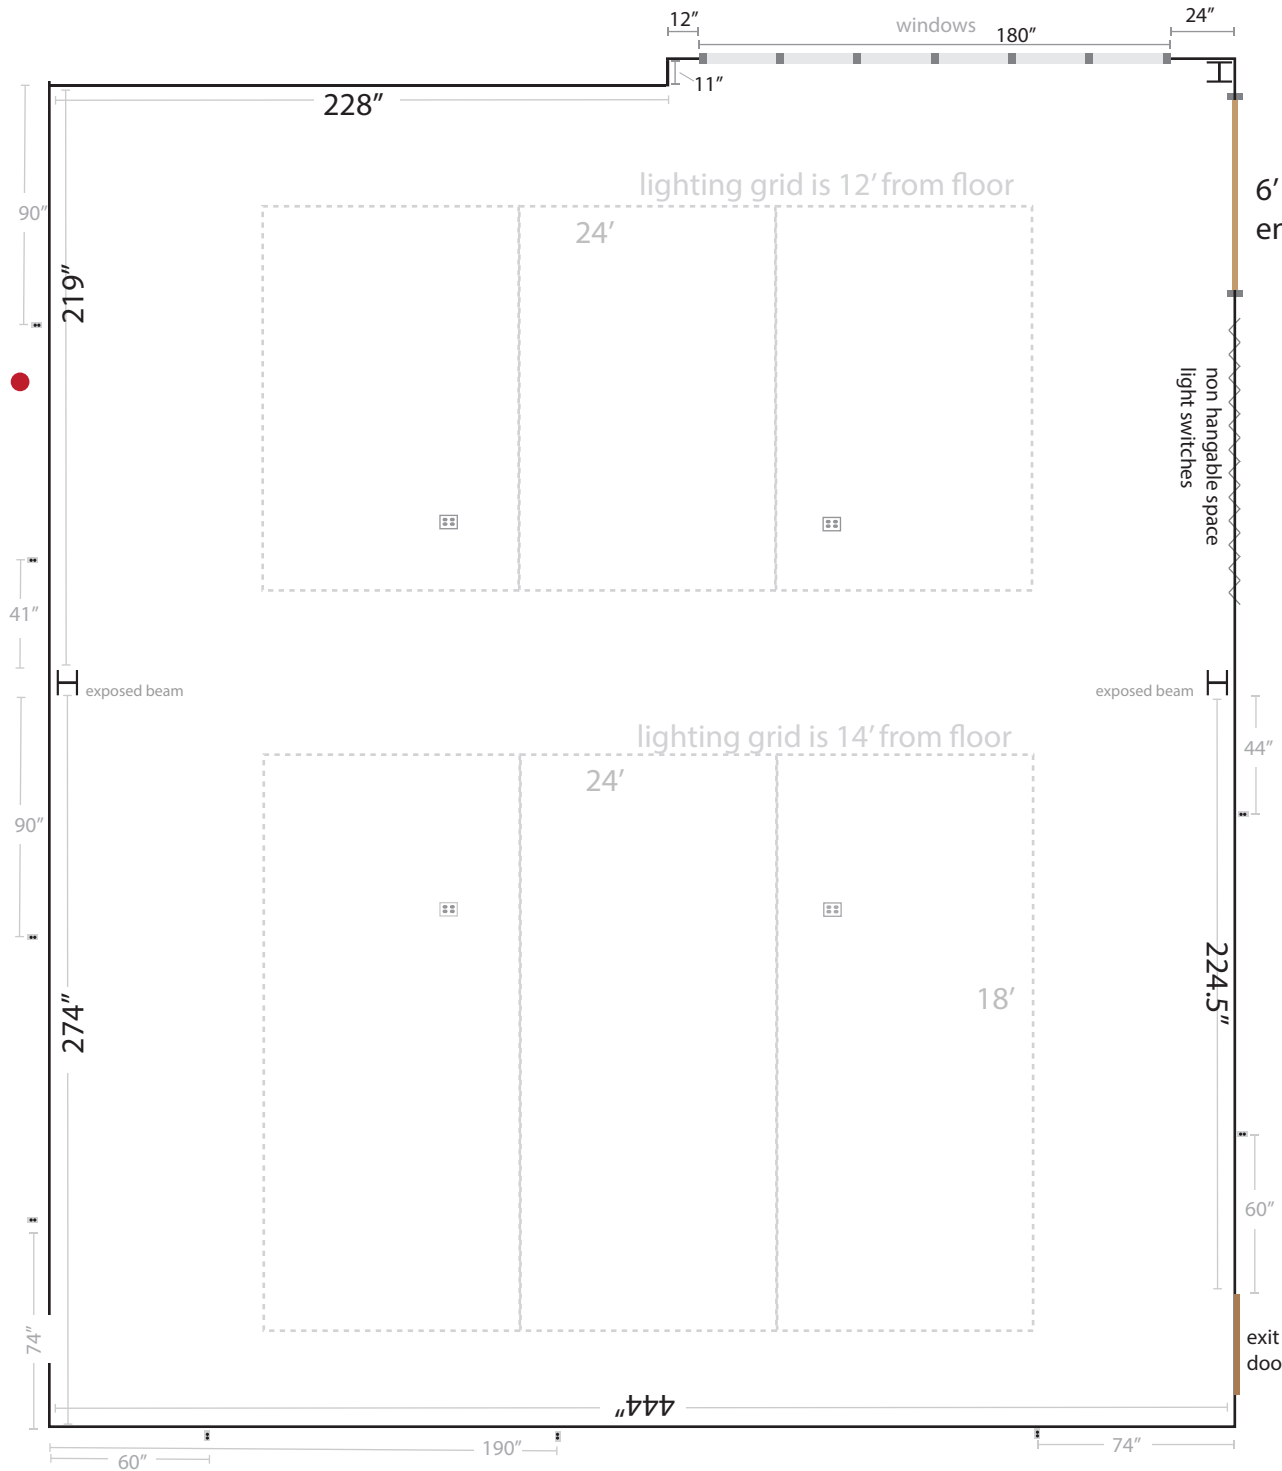 12”
windows
180”
24”
11”
228”
90”
219”
lighting grid is 12’ from floor
24’
6’
er
non hangable space
light switches
41”
exposed beam
exposed beam
lighting grid is 14’ from floor
24’
44”
90”
274”
18’
224.5”
60”
74”
exit
doo
444”
190”
60”
74”